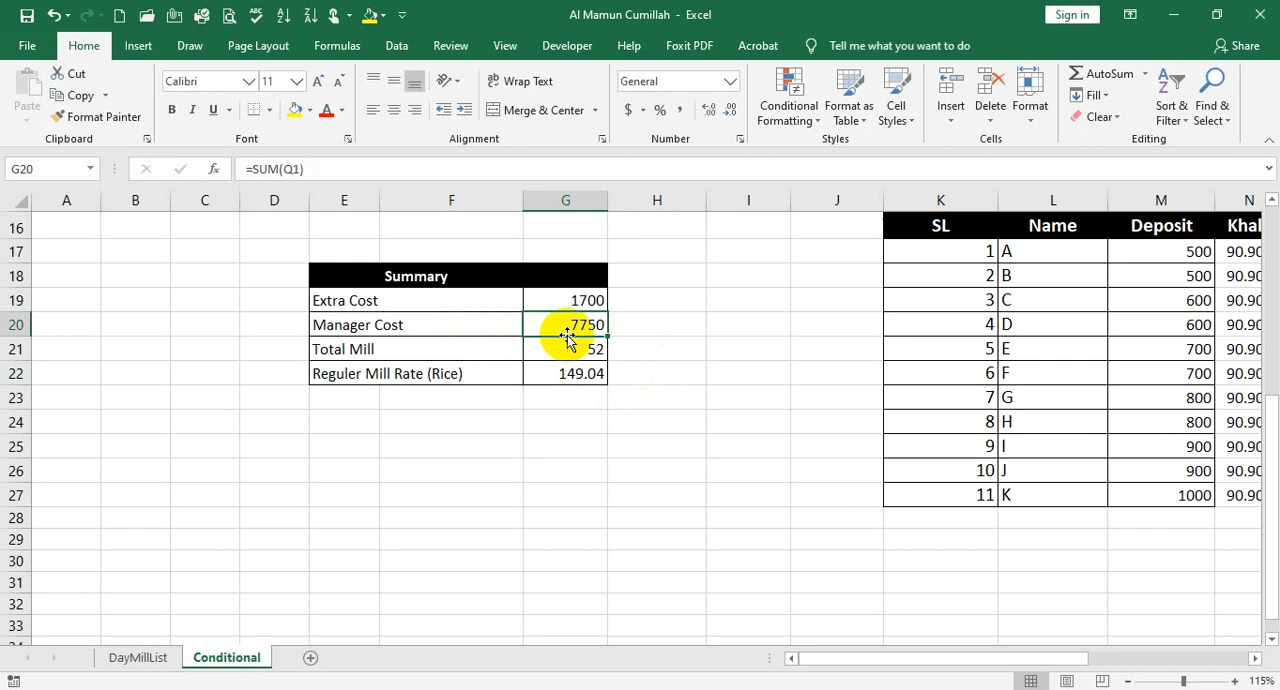 Al Mamun Cumillah - Excel
Sign in
File Home Insert Draw Page Layout Formulas Data Review View Developer Help Foxit PDF Acrobat Tell me what you want to do Share
Paste
Cut
Copy
Format Painter
Clipboard
Calibri 11
B I U
Font
Wrap Text
Merge & Center
Alignment
General
$ % ,
Number
Conditional Formatting
Format as Table
Cell Styles
Styles
Insert
Delete
Format
Cells
AutoSum
Fill
Clear
Sort & Filter
Find & Select
Editing
G20 fx =SUM(Q1)
A B C D E F G H I J K L M N
16 SL Name Deposit
17 1 A 500 90.90
18 Summary 2 B 500 90.90
19 Extra Cost 1700 3 C 600 90.90
20 Manager Cost 7750 4 D 600 90.90
21 Total Mill 52 5 E 700 90.90
22 Reguler Mill Rate (Rice) 149.04 6 F 700 90.90
23 7 G 800 90.90
24 8 H 800 90.90
25 9 I 900 90.90
26 10 J 900 90.90
27 11 K 1000 90.90
28
29
30
31
32
33
DayMillList Conditional
115%